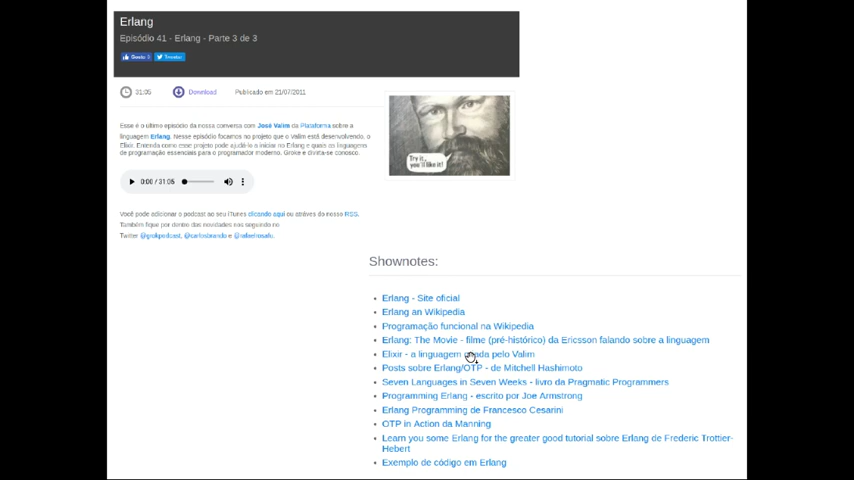 Erlang
Episódio 41 - Erlang - Parte 3 de 3
Gosto 0
Tweetar
31:05
Download
Publicado em 21/07/2011
Esse é o último episódio da nossa conversa com José Valim da Plataforma sobre a
linguagem Erlang. Nesse episódio focamos no projeto que o Valim está desenvolvendo, o
Elixir. Entenda como esse projeto pode ajudá-lo a iniciar no Erlang e quais as linguagens
de programação essenciais para o programador moderno. Groke e divirta-se conosco.
Try it...
you'll like it!
0:00 / 31:05
Você pode adicionar o podcast ao seu iTunes clicando aqui ou através do nosso RSS.
Também fique por dentro das novidades nos seguindo no
Twitter @grokpodcast, @carlosbrando e @rafaelrosafu.
Shownotes:
Erlang - Site oficial
Erlang an Wikipedia
Programação funcional na Wikipedia
Erlang: The Movie - filme (pré-histórico) da Ericsson falando sobre a linguagem
Elixir - a linguagem criada pelo Valim
Posts sobre Erlang/OTP - de Mitchell Hashimoto
Seven Languages in Seven Weeks - livro da Pragmatic Programmers
Programming Erlang - escrito por Joe Armstrong
Erlang Programming de Francesco Cesarini
OTP in Action da Manning
Learn you some Erlang for the greater good tutorial sobre Erlang de Frederic Trottier-
Hebert
Exemplo de código em Erlang